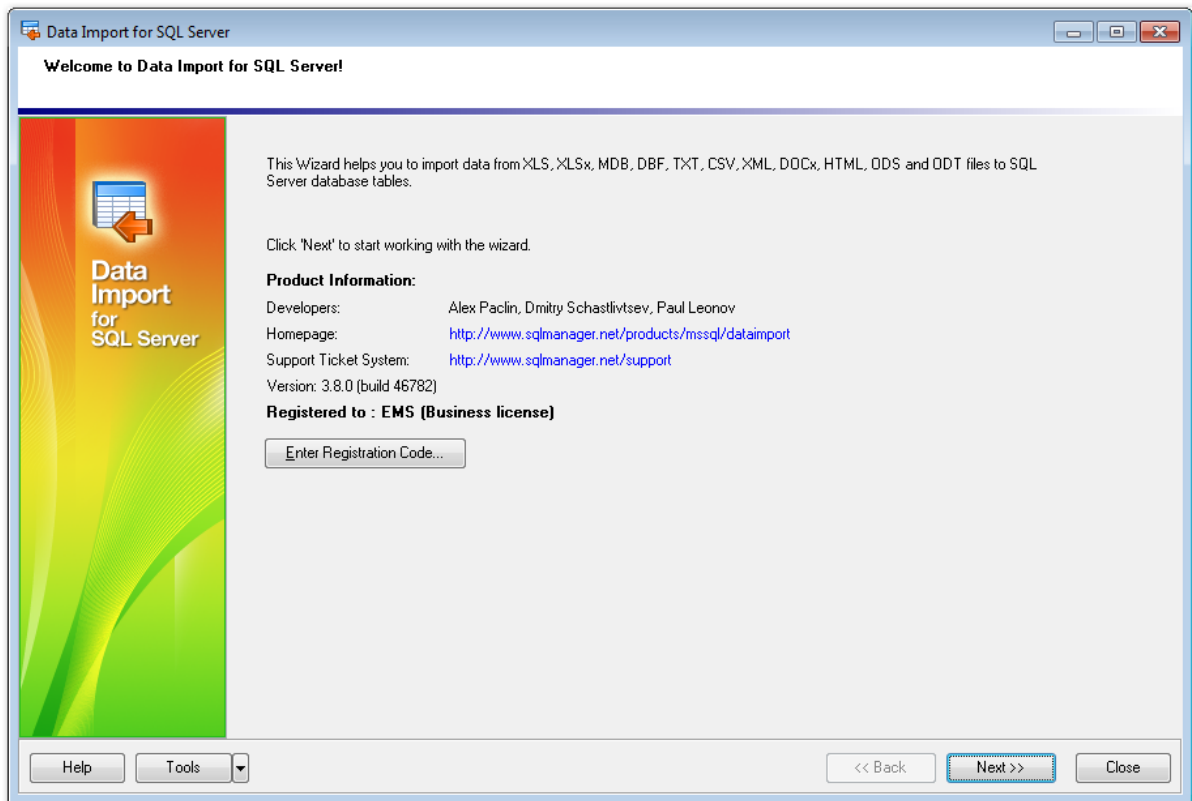 Data Import for SQL Server
Welcome to Data Import for SQL Server!
Data
Import
for
SQL Server
This Wizard helps you to import data from XLS, XLSx, MDB, DBF, TXT, CSV, XML, DOCx, HTML, ODS and ODT files to SQL
Server database tables.
Click 'Next' to start working with the wizard.
Product Information:
Developers: Alex Paclin, Dmitry Schastlivtsev, Paul Leonov
Homepage: http://www.sqlmanager.net/products/mssql/dataimport
Support Ticket System: http://www.sqlmanager.net/support
Version: 3.8.0 (build 46782)
Registered to : EMS (Business license)
Enter Registration Code...
Help Tools << Back Next >> Close